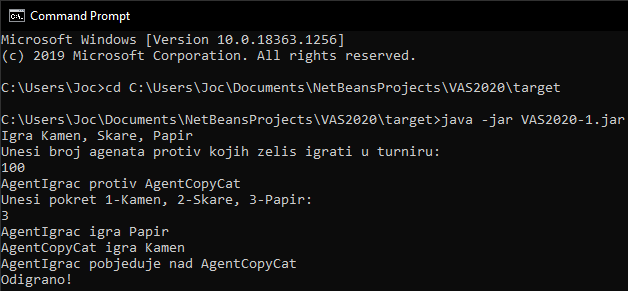 Command Prompt
Microsoft Windows [Version 10.0.18363.1256]
(c) 2019 Microsoft Corporation. All rights reserved.
C:\Users\Joc>cd C:\Users\Joc\Documents\NetBeansProjects\VAS2020\target
C:\Users\Joc\Documents\NetBeansProjects\VAS2020\target>java -jar VAS2020-1.jar
Igra Kamen, Skare, Papir
Unesi broj agenata protiv kojih zelis igrati u turniru:
100
AgentIgrac protiv AgentCopyCat
Unesi pokret 1-Kamen, 2-Skare, 3-Papir:
3
AgentIgrac igra Papir
AgentCopyCat igra Kamen
AgentIgrac pobjeduje nad AgentCopyCat
Odigrano!